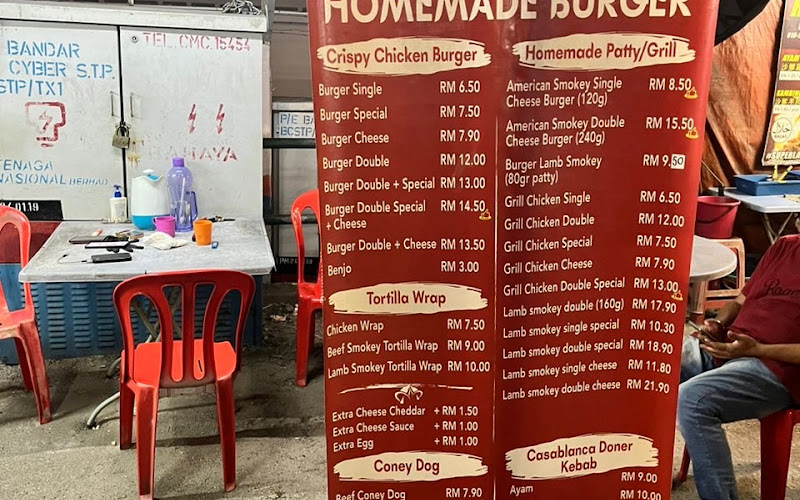 BANDAR
CYBER S.T.P.
STP/TX1
TENAGA
NASIONAL BERHAD
TEL. CMC. 15454
HOMEMADE BURGER
Crispy Chicken Burger
Burger Single RM 6.50
Burger Special RM 7.50
Burger Cheese RM 7.90
Burger Double RM 12.00
Burger Double + Special RM 13.00
Burger Double Special RM 14.50
+ Cheese
Burger Double + Cheese RM 13.50
Benjo RM 3.00
Tortilla Wrap
Chicken Wrap RM 7.50
Beef Smokey Tortilla Wrap RM 9.00
Lamb Smokey Tortilla Wrap RM 10.00
Extra Cheese Cheddar + RM 1.50
Extra Cheese Sauce + RM 1.00
Extra Egg + RM 1.00
Coney Dog
Beef Coney Dog RM 7.90
Homemade Patty/Grill
American Smokey Single RM 8.50
Cheese Burger (120g)
American Smokey Double RM 15.50
Cheese Burger (240g)
Burger Lamb Smokey RM 9.50
(80gr patty)
Grill Chicken Single RM 6.50
Grill Chicken Double RM 12.00
Grill Chicken Special RM 7.50
Grill Chicken Cheese RM 7.90
Grill Chicken Double Special RM 13.00
Lamb smokey double (160g) RM 17.90
Lamb smokey single special RM 10.30
Lamb smokey double special RM 18.90
Lamb smokey single cheese RM 11.80
Lamb smokey double cheese RM 21.90
Casablanca Doner
Kebab
RM 9.00
Ayam RM 10.00